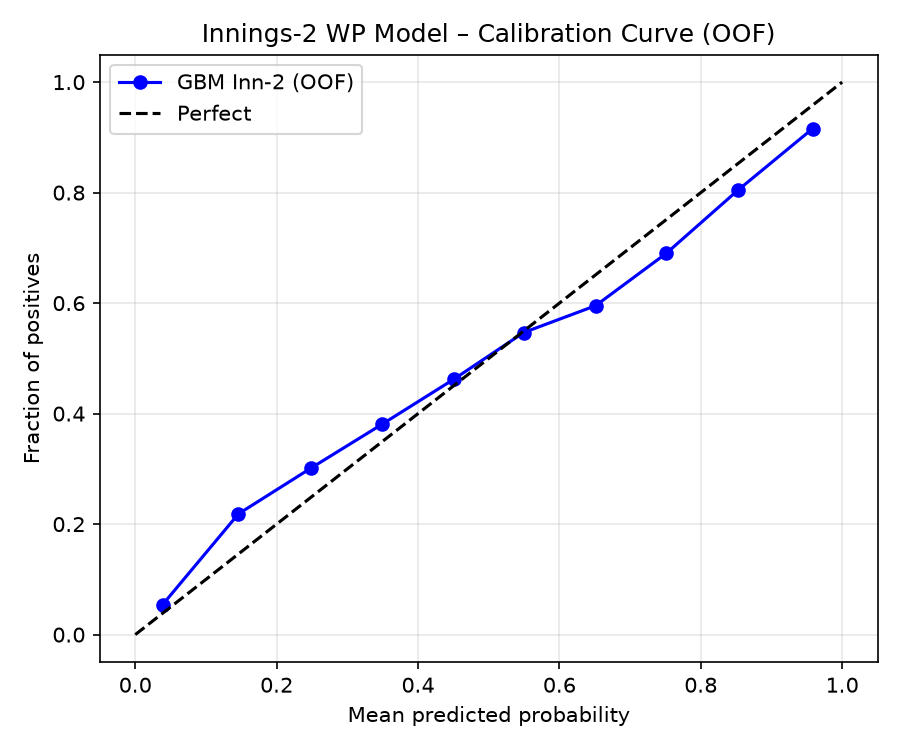 Innings-2 WP Model – Calibration Curve (OOF)
GBM Inn-2 (OOF)
Perfect
1.0
0.8
0.6
0.4
0.2
0.0
Fraction of positives
0.0 0.2 0.4 0.6 0.8 1.0
Mean predicted probability